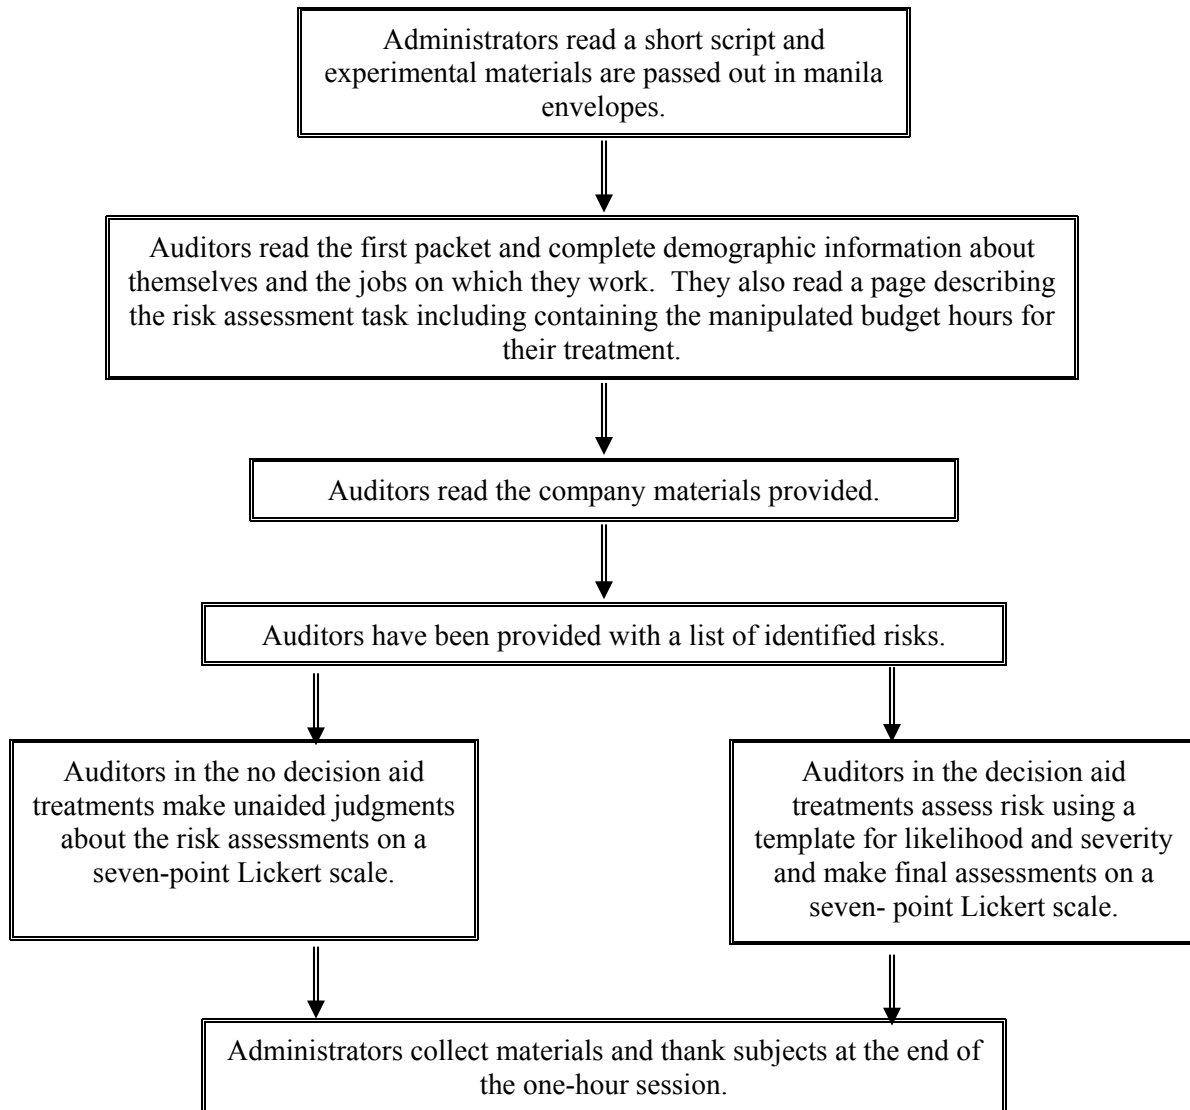 Administrators read a short script and
experimental materials are passed out in manila
envelopes.
Auditors read the first packet and complete demographic information about
themselves and the jobs on which they work.  They also read a page describing
the risk assessment task including containing the manipulated budget hours for
their treatment.
Auditors read the company materials provided.
Auditors have been provided with a list of identified risks.
Auditors in the no decision aid
treatments make unaided judgments
about the risk assessments on a
seven-point Lickert scale.
Auditors in the decision aid
treatments assess risk using a
template for likelihood and severity
and make final assessments on a
seven- point Lickert scale.
Administrators collect materials and thank subjects at the end of
the one-hour session.